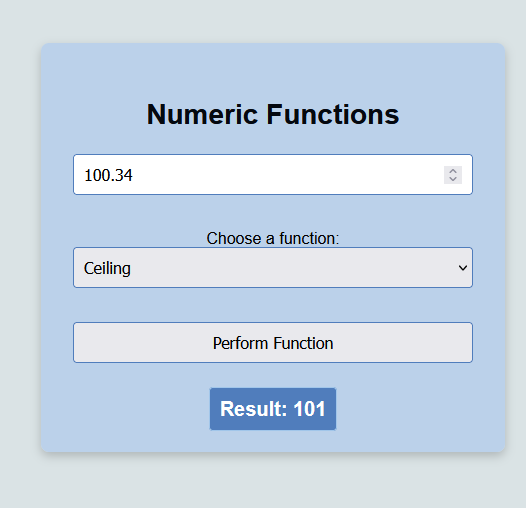 Numeric Functions
100.34
Choose a function:
Ceiling
Perform Function
Result: 101